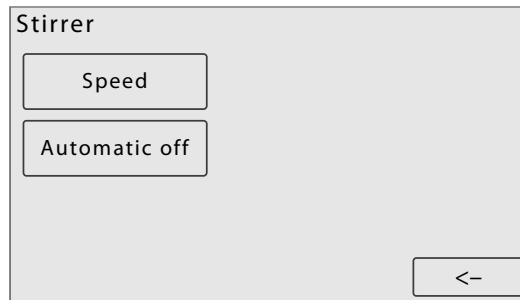 Stirrer
Speed
Automatic off
<–